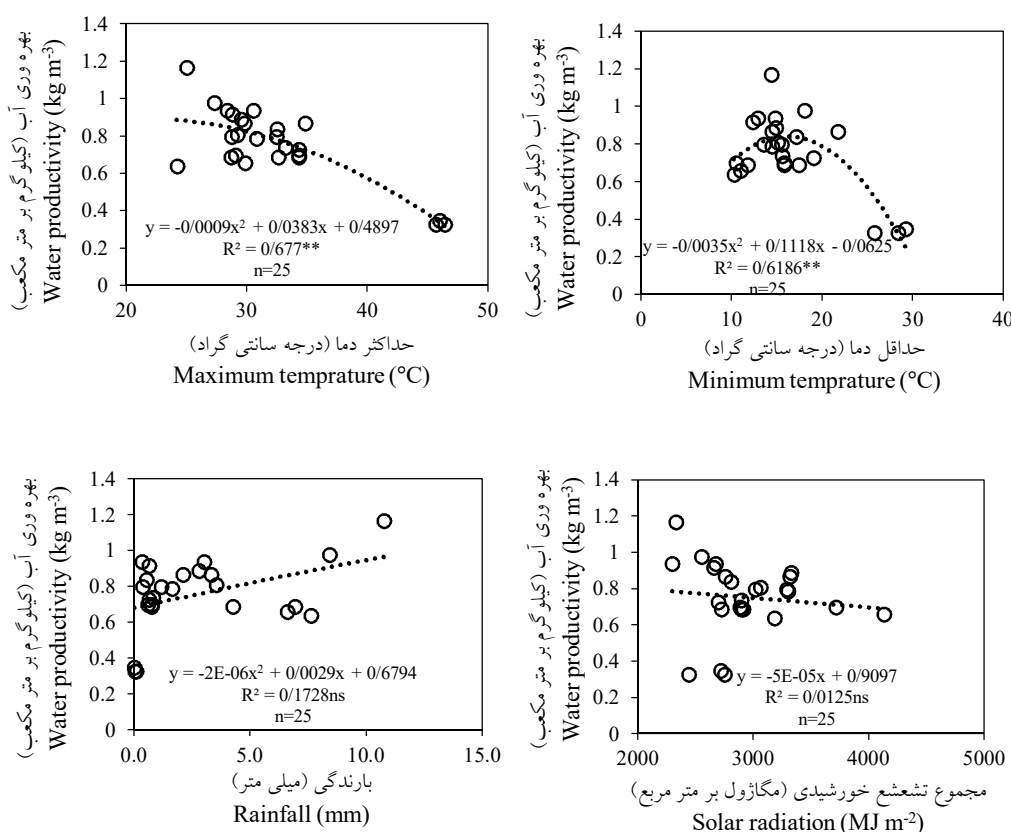 بهره وری آب (کیلوگرم بر متر مکعب)
Water productivity (kg m-3)
1.4
1.2
1
0.8
0.6
0.4
0.2
0
y = -0/0009x2 + 0/0383x + 0/4897
R² = 0/677**
n=25
20 30 40 50
حداکثر دما (درجه سانتی گراد)
Maximum temprature (°C)
بهره وری آب (کیلوگرم بر متر مکعب)
Water productivity (kg m-3)
1.4
1.2
1
0.8
0.6
0.4
0.2
0
y = -0/0035x2 + 0/1118x - 0/0625
R² = 0/6186**
n=25
0 10 20 30 40
حداقل دما (درجه سانتی گراد)
Minimum temprature (°C)
بهره وری آب (کیلوگرم بر متر مکعب)
Water productivity (kg m-3)
1.4
1.2
1
0.8
0.6
0.4
0.2
0
y = -2E-06x2 + 0/0029x + 0/6794
R² = 0/1728ns
n=25
0.0 5.0 10.0 15.0
بارندگی (میلی متر)
Rainfall (mm)
بهره وری آب (کیلوگرم بر متر مکعب)
Water productivity (kg m-3)
1.4
1.2
1
0.8
0.6
0.4
0.2
0
y = -5E-05x + 0/9097
R² = 0/0125ns
n=25
2000 3000 4000 5000
مجموع تشعشع خورشیدی (مگاژول بر متر مربع)
Solar radiation (MJ m-2)